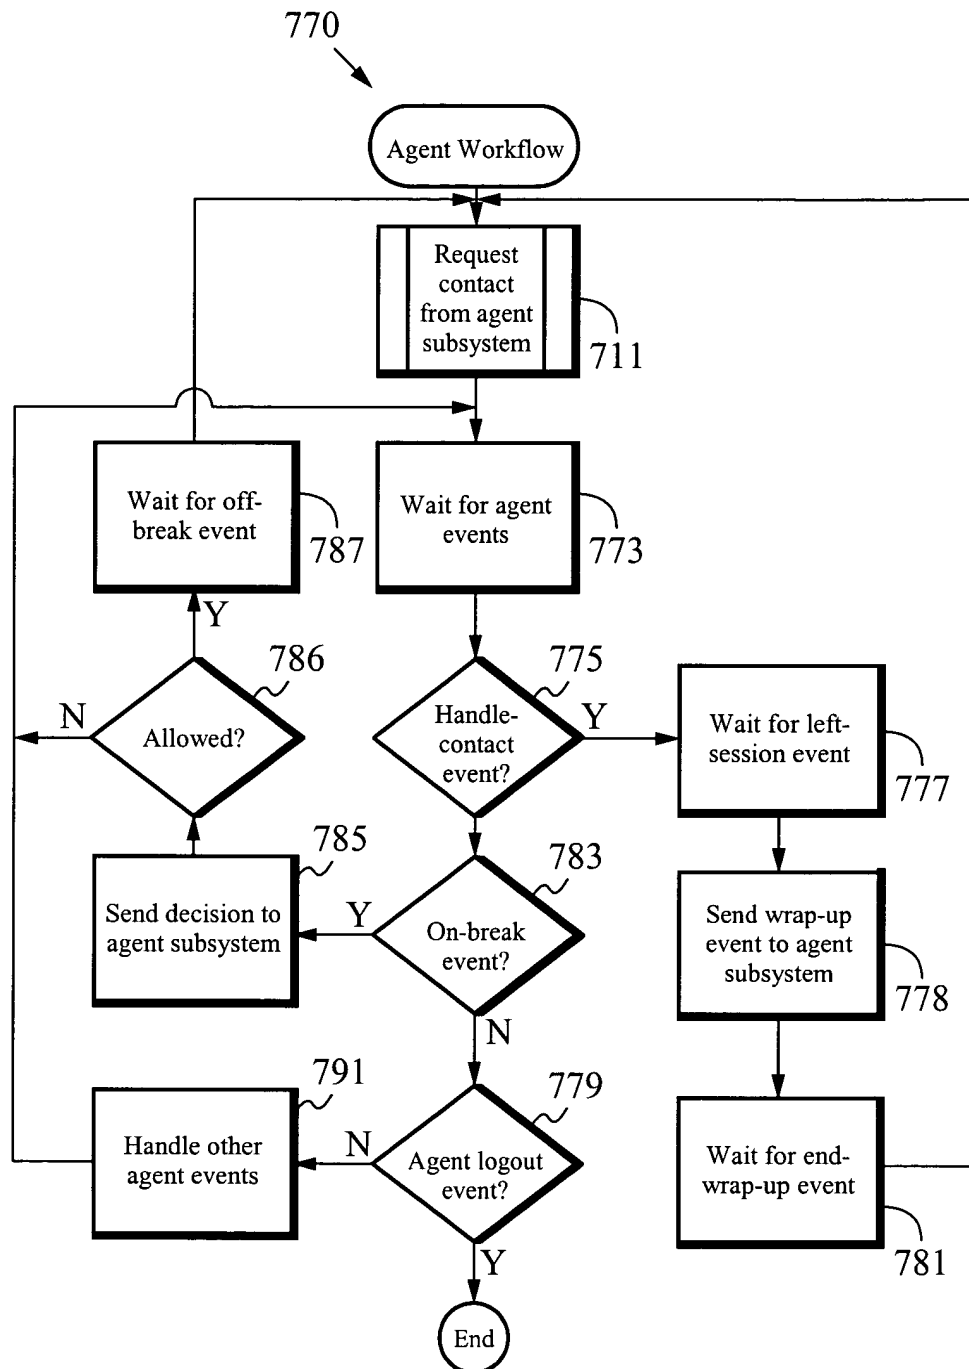 770
Agent Workflow
Request
contact
from agent
subsystem
711
Wait for off-
break event
787
Wait for agent
events
773
Y
786
Allowed?
N
775
Handle-
contact
event?
Y
Wait for left-
session event
777
785
Send decision to
agent subsystem
Y
783
On-break
event?
N
Send wrap-up
event to agent
subsystem
778
791
Handle other
agent events
N
779
Agent logout
event?
Y
Wait for end-
wrap-up event
781
End